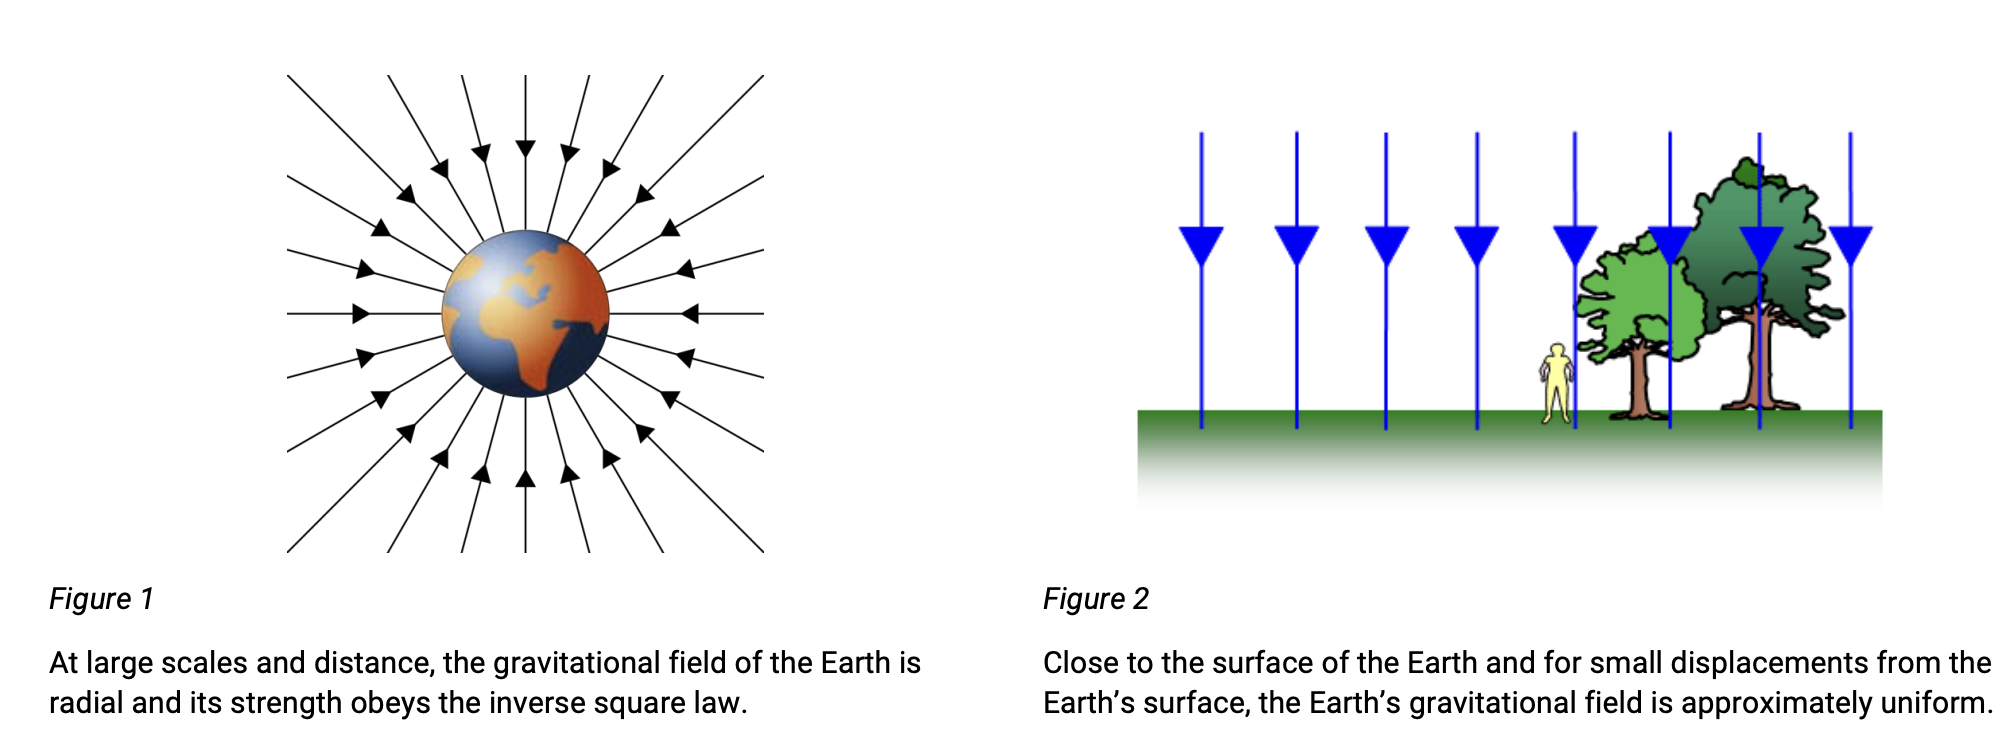 Figure 1
At large scales and distance, the gravitational field of the Earth is
radial and its strength obeys the inverse square law.
Figure 2
Close to the surface of the Earth and for small displacements from the
Earth’s surface, the Earth’s gravitational field is approximately uniform.